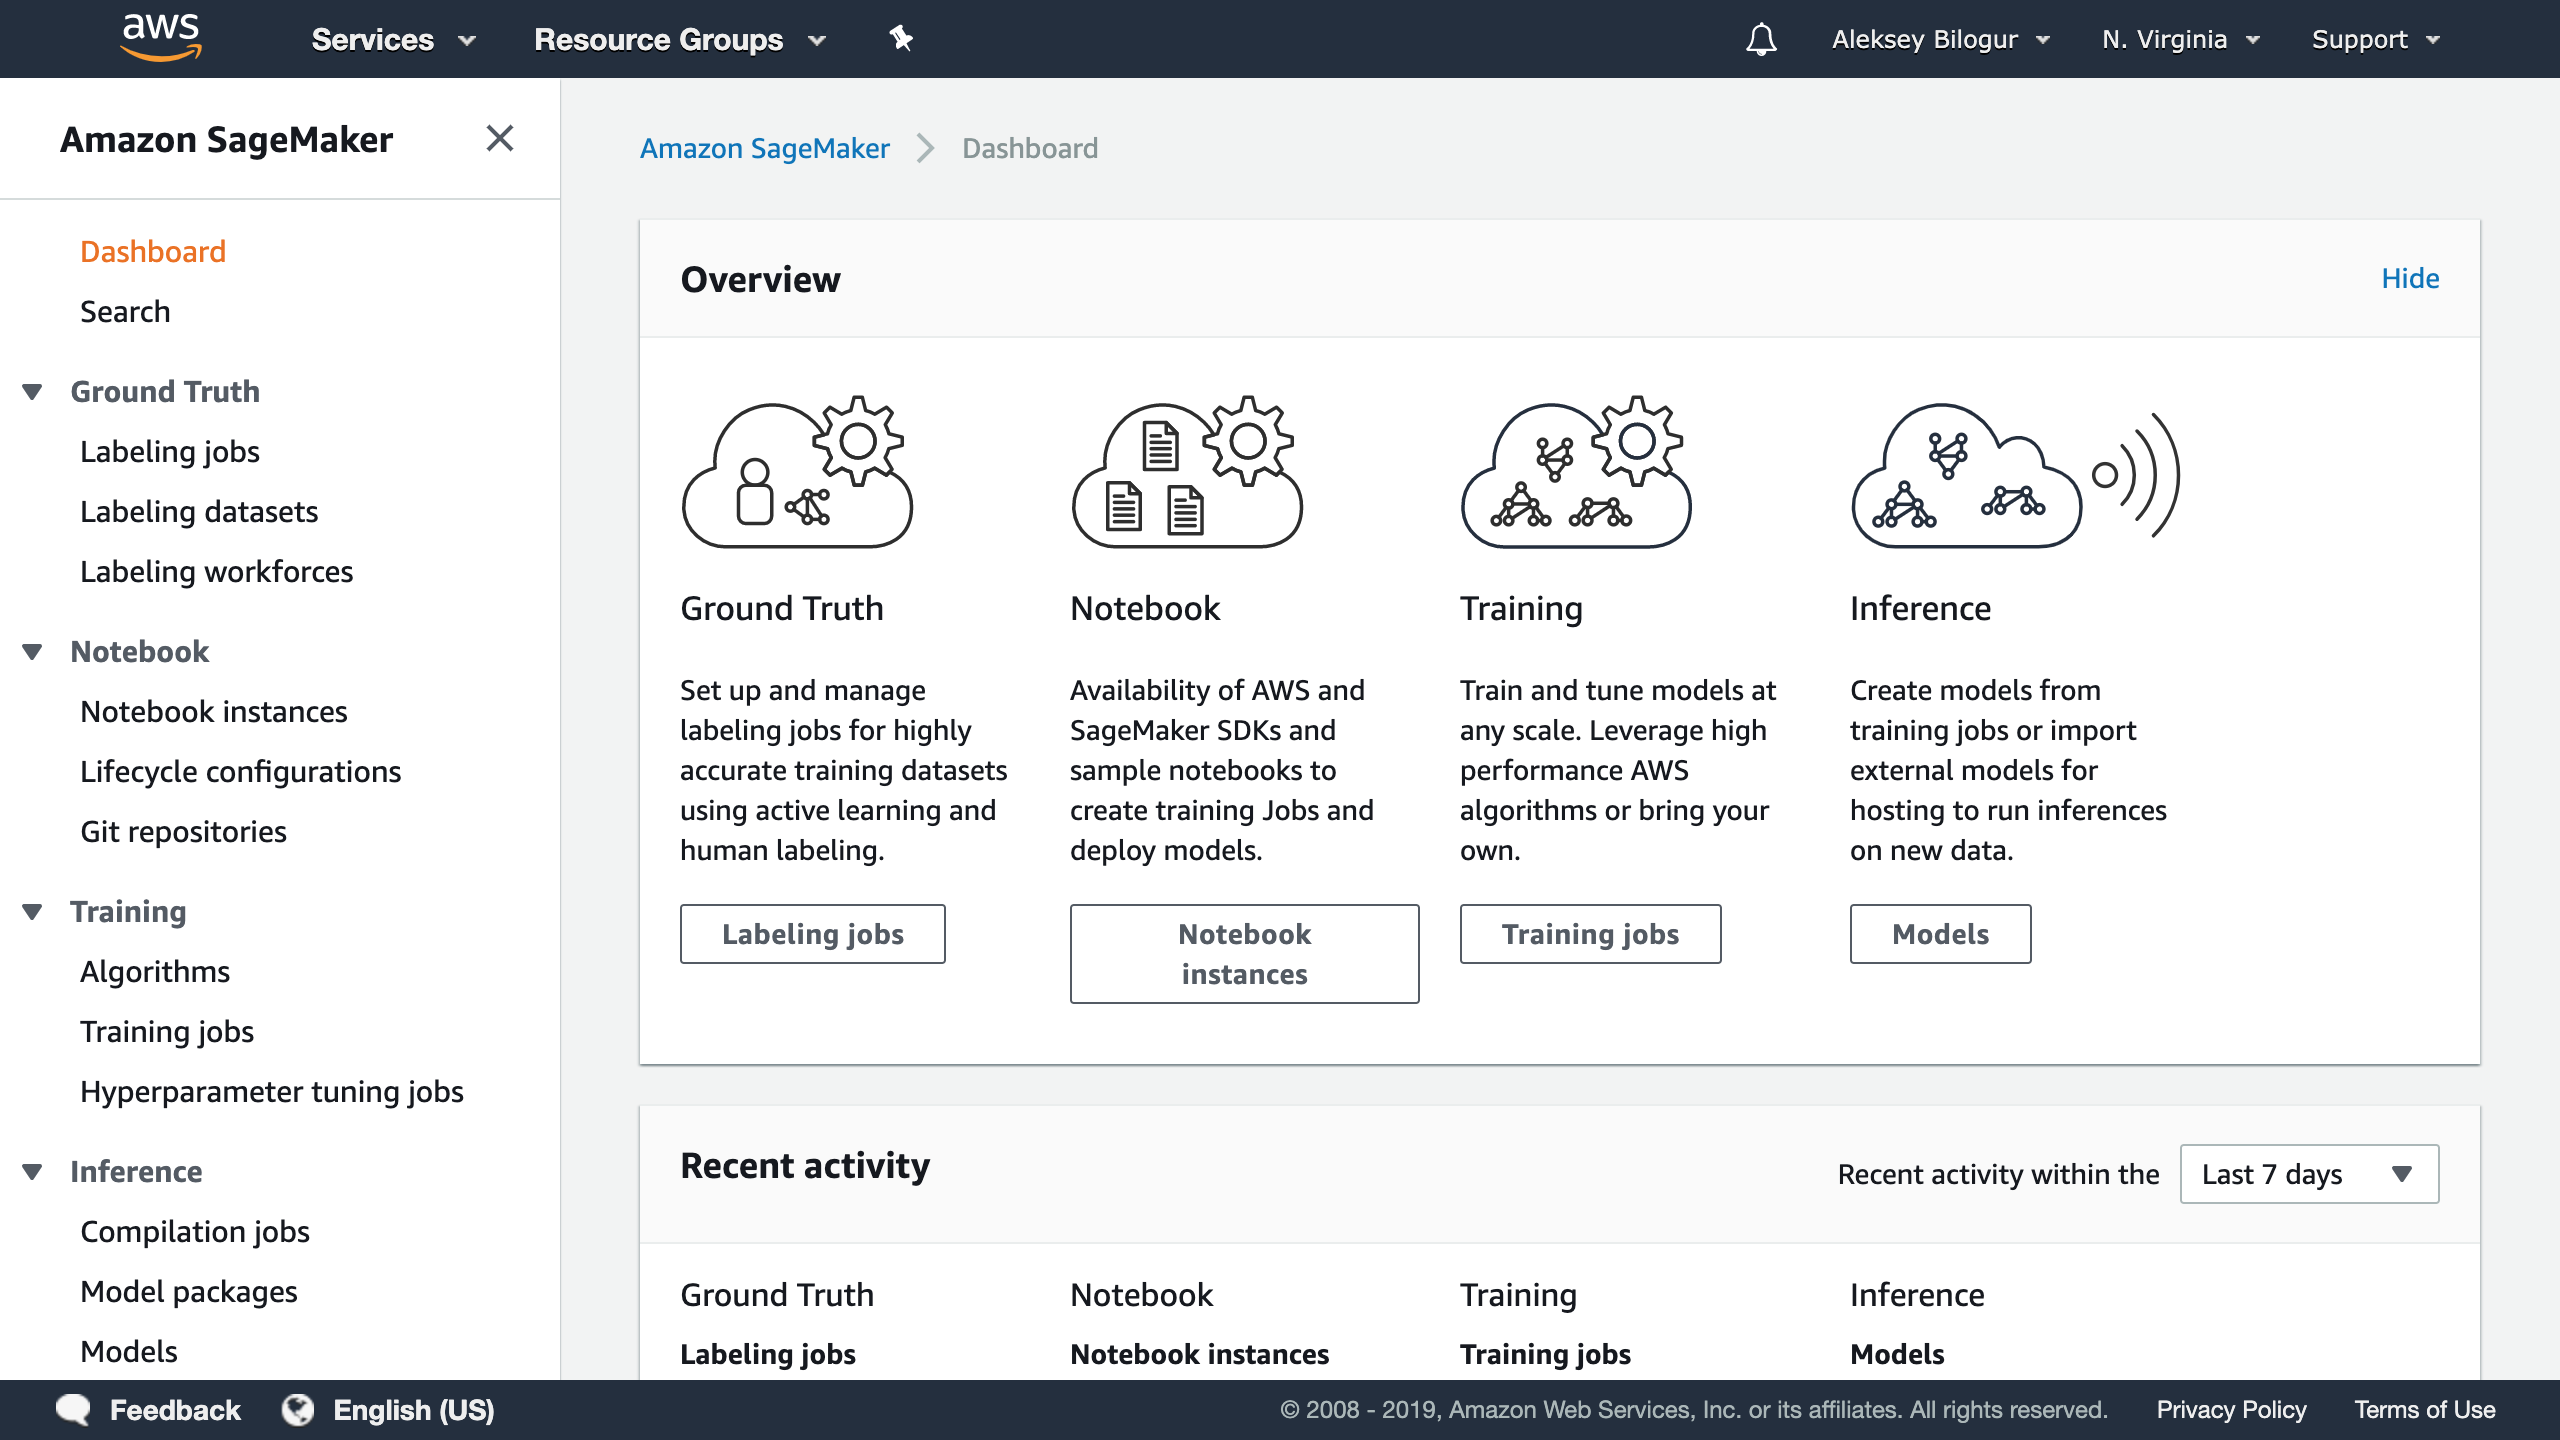 aws
Services
Resource Groups
Aleksey Bilogur
N. Virginia
Support
Amazon SageMaker
Dashboard
Search
Ground Truth
Labeling jobs
Labeling datasets
Labeling workforces
Notebook
Notebook instances
Lifecycle configurations
Git repositories
Training
Algorithms
Training jobs
Hyperparameter tuning jobs
Inference
Compilation jobs
Model packages
Models
Amazon SageMaker
Dashboard
Overview
Hide
Ground Truth
Set up and manage
labeling jobs for highly
accurate training datasets
using active learning and
human labeling.
Labeling jobs
Notebook
Availability of AWS and
SageMaker SDKs and
sample notebooks to
create training Jobs and
deploy models.
Notebook
instances
Training
Train and tune models at
any scale. Leverage high
performance AWS
algorithms or bring your
own.
Training jobs
Inference
Create models from
training jobs or import
external models for
hosting to run inferences
on new data.
Models
Recent activity
Recent activity within the
Last 7 days
Ground Truth
Labeling jobs
Notebook
Notebook instances
Training
Training jobs
Inference
Models
Feedback
English (US)
© 2008 - 2019, Amazon Web Services, Inc. or its affiliates. All rights reserved.
Privacy Policy
Terms of Use